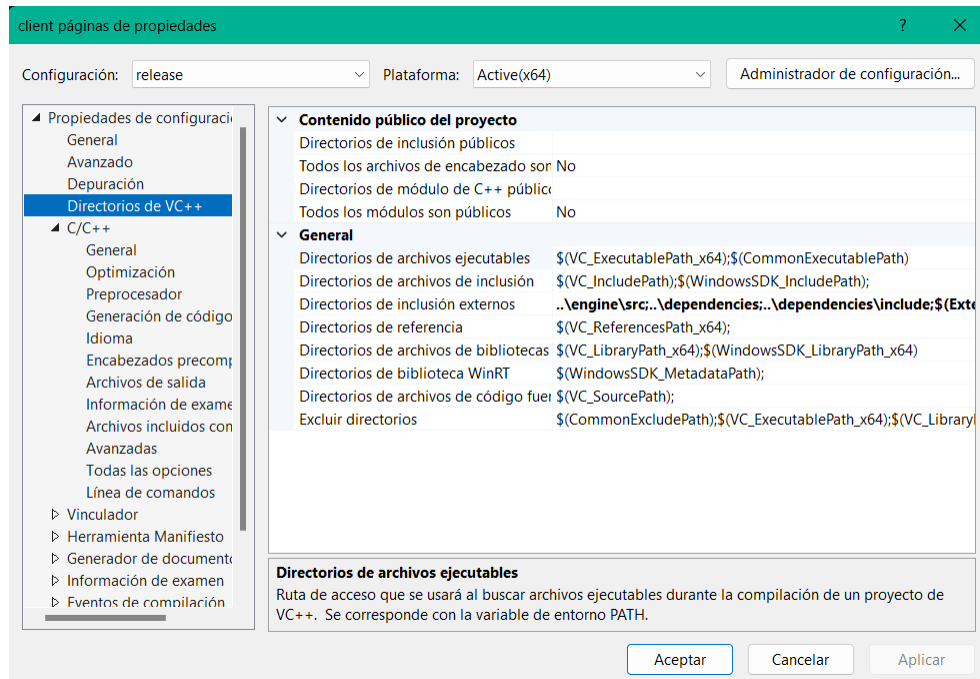 client páginas de propiedades ?
Configuración: release Plataforma: Active(x64) Administrador de configuración...
Propiedades de configuraci
General
Avanzado
Depuración
Directorios de VC++
C/C++
General
Optimización
Preprocesador
Generación de código
Idioma
Encabezados precomp
Archivos de salida
Información de exame
Archivos incluidos con
Avanzadas
Todas las opciones
Línea de comandos
Vinculador
Herramienta Manifiesto
Generador de documento
Información de examen
Eventos de compilación
Contenido público del proyecto
Directorios de inclusión públicos
Todos los archivos de encabezado son No
Directorios de módulo de C++ público
Todos los módulos son públicos No
General
Directorios de archivos ejecutables $(VC_ExecutablePath_x64);$(CommonExecutablePath)
Directorios de archivos de inclusión $(VC_IncludePath);$(WindowsSDK_IncludePath);
Directorios de inclusión externos ..\engine\src;..\dependencies;..\dependencies\include;$(Exte
Directorios de referencia $(VC_ReferencesPath_x64);
Directorios de archivos de bibliotecas $(VC_LibraryPath_x64);$(WindowsSDK_LibraryPath_x64)
Directorios de biblioteca WinRT $(WindowsSDK_MetadataPath);
Directorios de archivos de código fuer $(VC_SourcePath);
Excluir directorios $(CommonExcludePath);$(VC_ExecutablePath_x64);$(VC_Library
Directorios de archivos ejecutables
Ruta de acceso que se usará al buscar archivos ejecutables durante la compilación de un proyecto de
VC++. Se corresponde con la variable de entorno PATH.
Aceptar Cancelar Aplicar